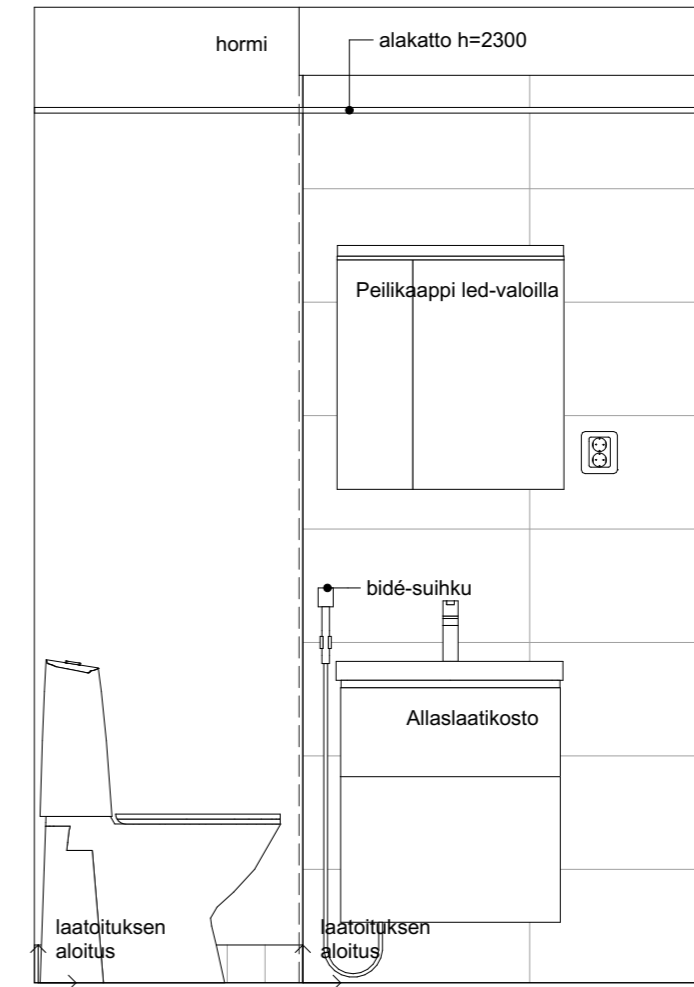 hormi
alakatto h=2300
Peilikaappi led-valoilla
bidé-suihku
Allaslaatikosto
laatoituksen
aloitus
laatoituksen
aloitus